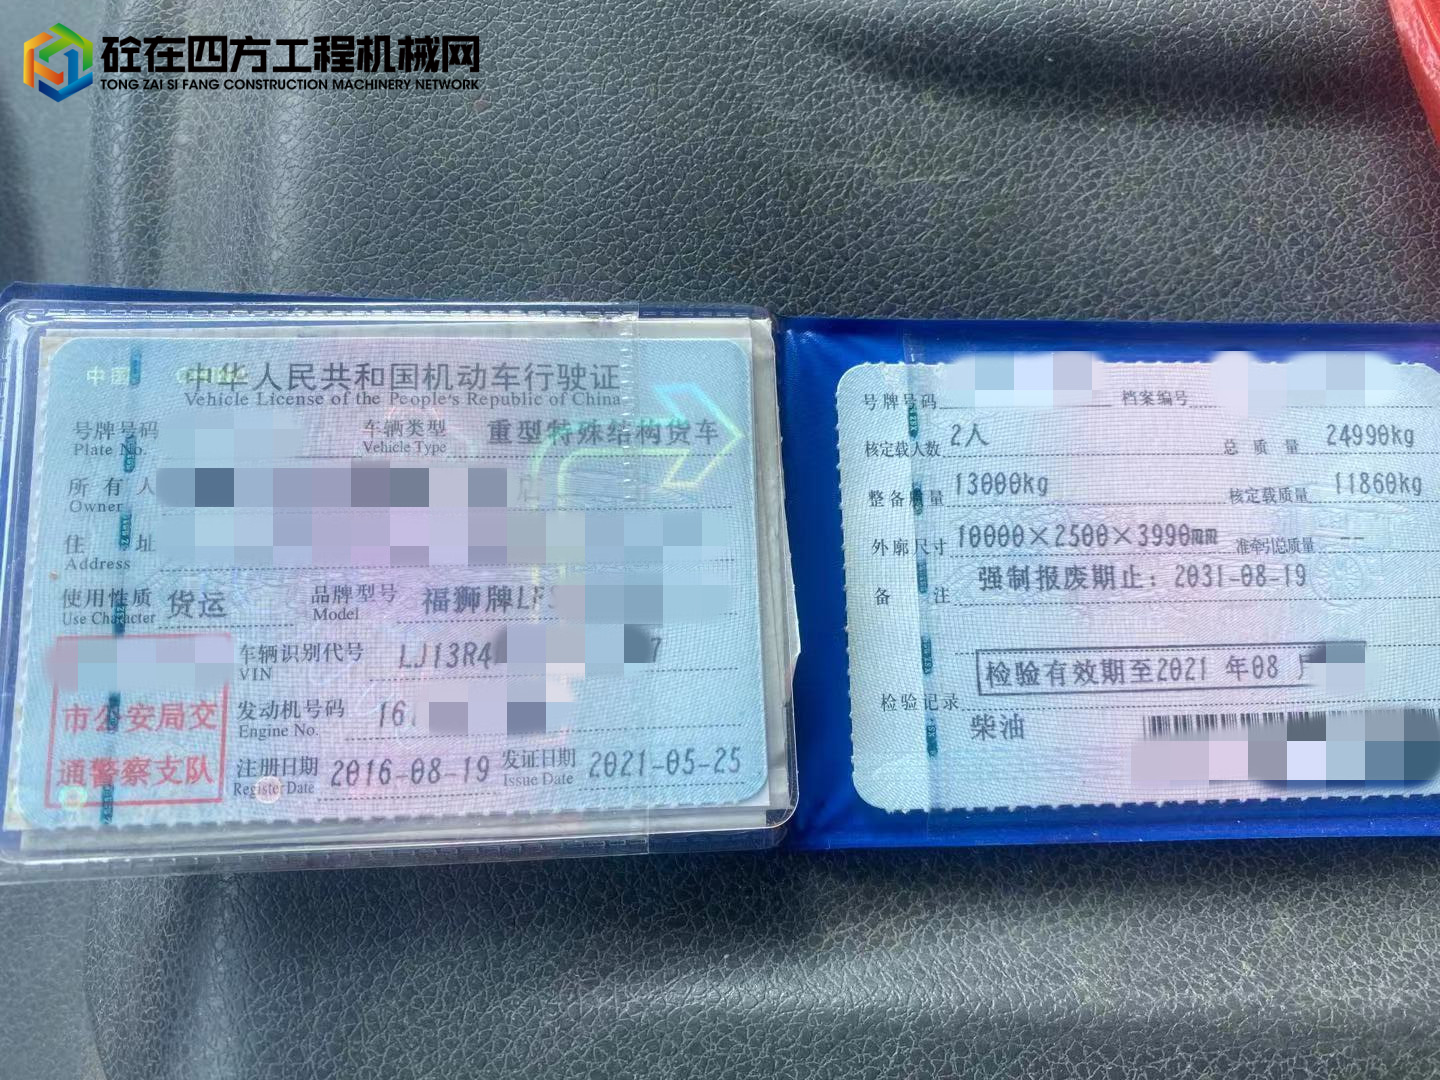 砼在四方工程机械网
TONG ZAI SI FANG CONSTRUCTION MACHINERY NETWORK
中国
中华人民共和国机动车行驶证
Vehicle License of the People's Republic of China
号牌号码
Plate No.
车辆类型 重型特殊结构货车
Vehicle Type
所有人
Owner
住址
Address
使用性质 货运
Use Character
品牌型号 福狮牌LFS
Model
车辆识别代号 LJ13R4 7
VIN
市公安局交
通警察支队
发动机号码 161
Engine No.
注册日期 2016-08-19
Register Date
发证日期 2021-05-25
Issue Date
号牌号码 档案编号
核定载人数 2人 总质量 24990kg
整备质量 13000kg 核定载质量 11860kg
外廓尺寸 10000×2500×3990mm 准牵引总质量 --
备注 强制报废期止：2031-08-19
检验有效期至2021 年08 月
检验记录
柴油